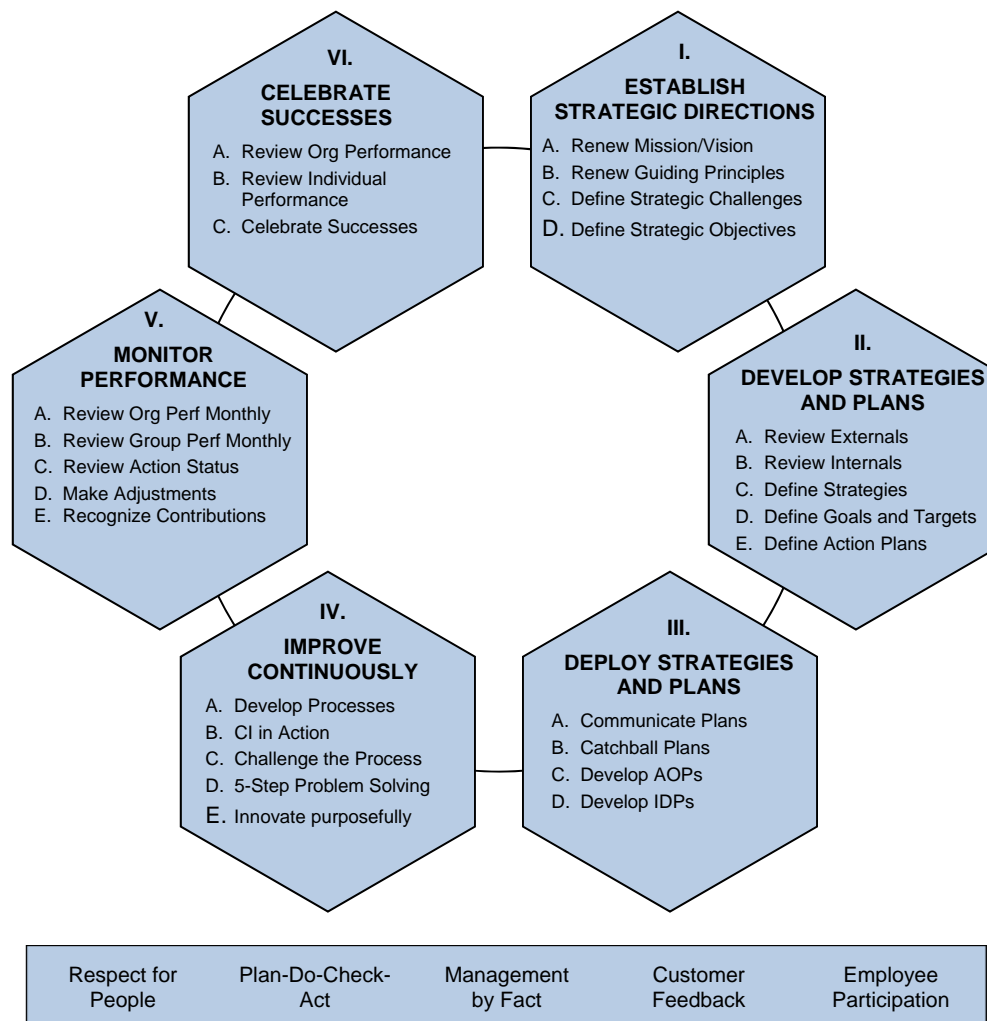 I.
ESTABLISH
STRATEGIC DIRECTIONS
A. Renew Mission/Vision
B. Renew Guiding Principles
C. Define Strategic Challenges
D. Define Strategic Objectives
II.
DEVELOP STRATEGIES
AND PLANS
A. Review Externals
B. Review Internals
C. Define Strategies
D. Define Goals and Targets
E. Define Action Plans
III.
DEPLOY STRATEGIES
AND PLANS
A. Communicate Plans
B. Catchball Plans
C. Develop AOPs
D. Develop IDPs
IV.
IMPROVE
CONTINUOUSLY
A. Develop Processes
B. CI in Action
C. Challenge the Process
D. 5-Step Problem Solving
E. Innovate purposefully
V.
MONITOR
PERFORMANCE
A. Review Org Perf Monthly
B. Review Group Perf Monthly
C. Review Action Status
D. Make Adjustments
E. Recognize Contributions
VI.
CELEBRATE
SUCCESSES
A. Review Org Performance
B. Review Individual
Performance
C. Celebrate Successes
Respect for
People
Plan-Do-Check-
Act
Management
by Fact
Customer
Feedback
Employee
Participation